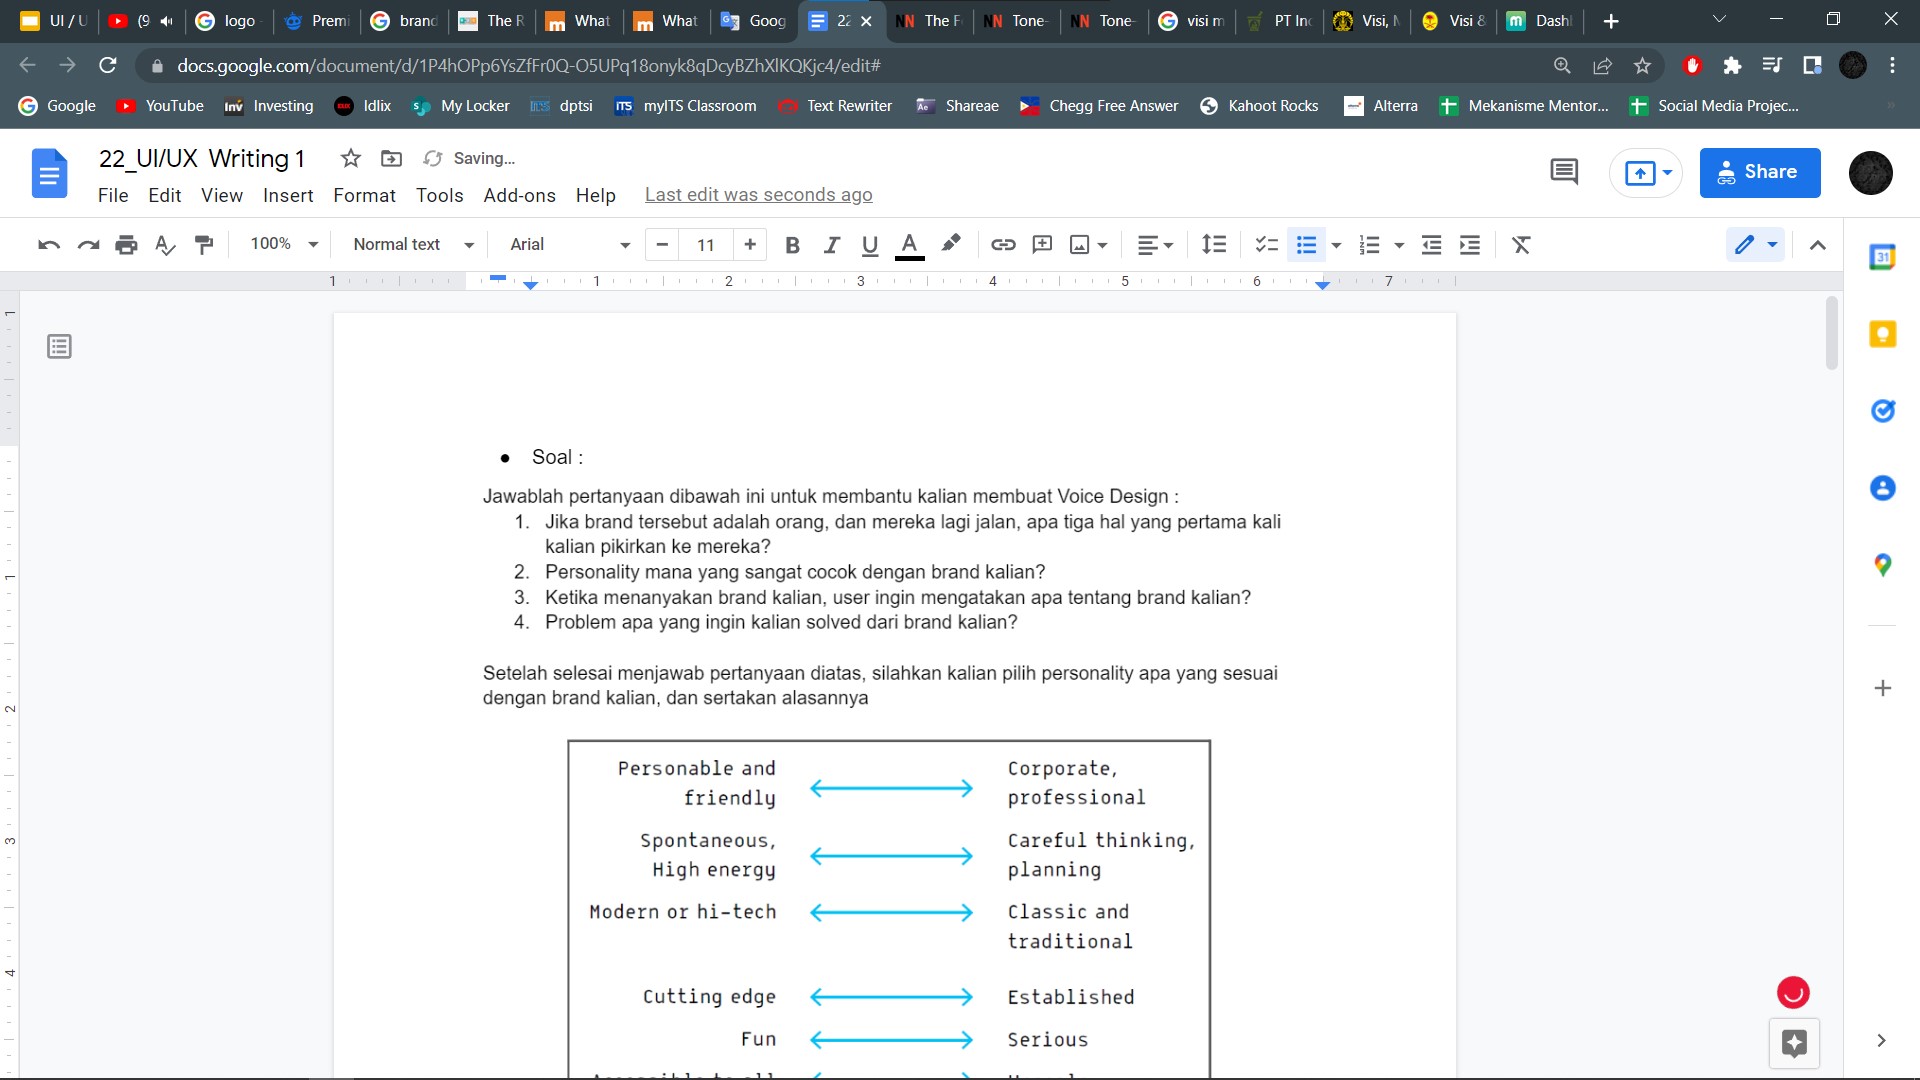 UI / U
(9
logo
Premi
brand
The R
What
What
Goog
22
The F
Tone-
Tone-
visi m
PT Inc
Visi, M
Visi &
Dashl
docs.google.com/document/d/1P4hOPp6YsZfFr0Q-O5UPq18onyk8qDcyBZhXlKQKjc4/edit#
Google
YouTube
Investing
Idlix
My Locker
dptsi
myITS Classroom
Text Rewriter
Shareae
Chegg Free Answer
Kahoot Rocks
Alterra
Mekanisme Mentor...
Social Media Projec...
22_UI/UX Writing 1
Saving...
File Edit View Insert Format Tools Add-ons Help
Last edit was seconds ago
Share
100%
Normal text
Arial
11
1 1 2 3 4 5 6 7
● Soal :
Jawablah pertanyaan dibawah ini untuk membantu kalian membuat Voice Design :
1. Jika brand tersebut adalah orang, dan mereka lagi jalan, apa tiga hal yang pertama kali
kalian pikirkan ke mereka?
2. Personality mana yang sangat cocok dengan brand kalian?
3. Ketika menanyakan brand kalian, user ingin mengatakan apa tentang brand kalian?
4. Problem apa yang ingin kalian solved dari brand kalian?
Setelah selesai menjawab pertanyaan diatas, silahkan kalian pilih personality apa yang sesuai
dengan brand kalian, dan sertakan alasannya
Personable and
friendly
Corporate,
professional
Spontaneous,
High energy
Careful thinking,
planning
Modern or hi-tech
Classic and
traditional
Cutting edge
Established
Fun
Serious